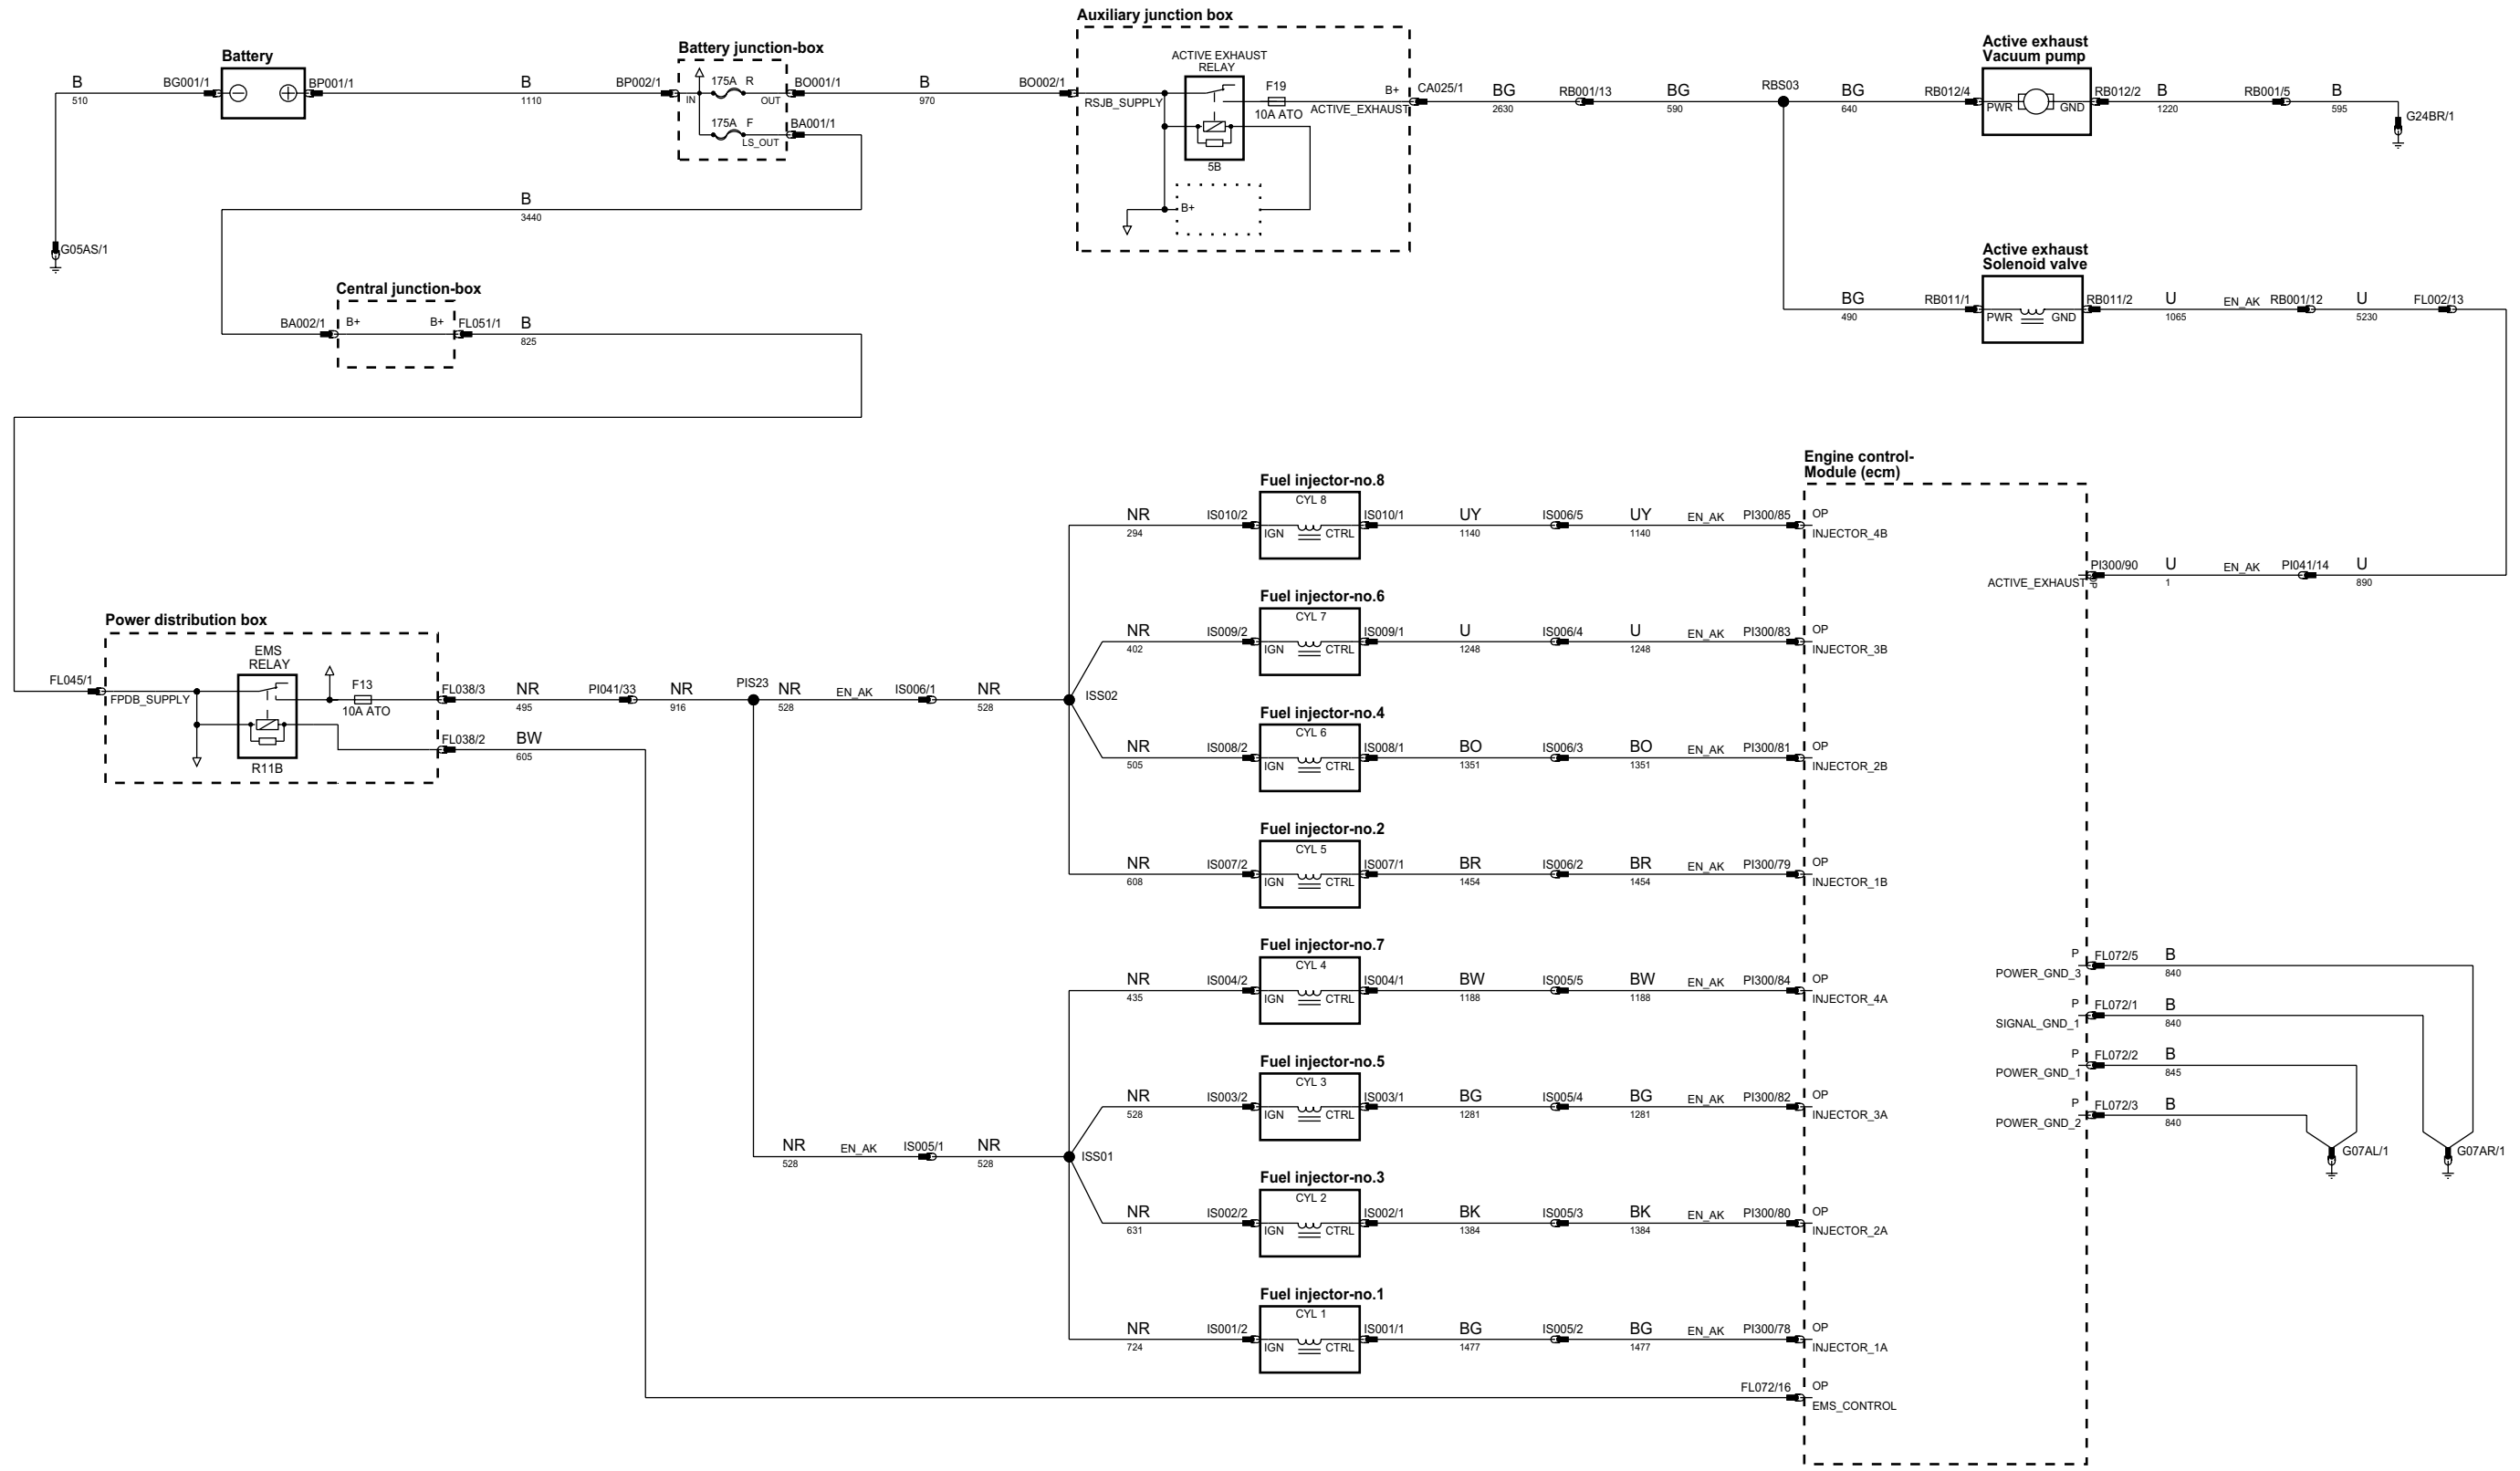 Auxiliary junction box
Battery
Battery junction-box
Active exhaust
Vacuum pump
B
510
BG001/1
BP001/1
B
1110
BP002/1
IN
175A R
OUT
175A F
LS_OUT
BO001/1
BA001/1
B
970
BO002/1
RSJB_SUPPLY
ACTIVE EXHAUST
RELAY
5B
F19
10A ATO
B+
ACTIVE_EXHAUST
B+
CA025/1
BG
2630
RB001/13
BG
590
RBS03
BG
640
RB012/4
PWR
GND
RB012/2
B
1220
RB001/5
B
595
G24BR/1
B
3440
G05AS/1
Active exhaust
Solenoid valve
BG
490
RB011/1
PWR
GND
RB011/2
U
1065
EN_AK
RB001/12
U
5230
FL002/13
Central junction-box
BA002/1
B+
B+
FL051/1
B
825
Engine control-
Module (ecm)
Fuel injector-no.8
CYL 8
NR
294
IS010/2
IGN
CTRL
IS010/1
UY
1140
IS006/5
UY
1140
EN_AK
PI300/85
OP
INJECTOR_4B
ACTIVE_EXHAUST
OP
PI300/90
U
1
EN_AK
PI041/14
U
890
Fuel injector-no.6
CYL 7
NR
402
IS009/2
IGN
CTRL
IS009/1
U
1248
IS006/4
U
1248
EN_AK
PI300/83
OP
INJECTOR_3B
Power distribution box
EMS
RELAY
R11B
FL045/1
FPDB_SUPPLY
F13
10A ATO
FL038/3
NR
495
PI041/33
NR
916
PIS23
NR
528
EN_AK
IS006/1
NR
528
ISS02
FL038/2
BW
605
Fuel injector-no.4
CYL 6
NR
505
IS008/2
IGN
CTRL
IS008/1
BO
1351
IS006/3
BO
1351
EN_AK
PI300/81
OP
INJECTOR_2B
Fuel injector-no.2
CYL 5
NR
608
IS007/2
IGN
CTRL
IS007/1
BR
1454
IS006/2
BR
1454
EN_AK
PI300/79
OP
INJECTOR_1B
Fuel injector-no.7
CYL 4
NR
435
IS004/2
IGN
CTRL
IS004/1
BW
1188
IS005/5
BW
1188
EN_AK
PI300/84
OP
INJECTOR_4A
P
POWER_GND_3
FL072/5
B
840
P
SIGNAL_GND_1
FL072/1
B
840
P
POWER_GND_1
FL072/2
B
845
P
POWER_GND_2
FL072/3
B
840
G07AL/1
G07AR/1
Fuel injector-no.5
CYL 3
NR
528
IS003/2
IGN
CTRL
IS003/1
BG
1281
IS005/4
BG
1281
EN_AK
PI300/82
OP
INJECTOR_3A
NR
528
EN_AK
IS005/1
NR
528
ISS01
Fuel injector-no.3
CYL 2
NR
631
IS002/2
IGN
CTRL
IS002/1
BK
1384
IS005/3
BK
1384
EN_AK
PI300/80
OP
INJECTOR_2A
Fuel injector-no.1
CYL 1
NR
724
IS001/2
IGN
CTRL
IS001/1
BG
1477
IS005/2
BG
1477
EN_AK
PI300/78
OP
INJECTOR_1A
FL072/16
OP
EMS_CONTROL